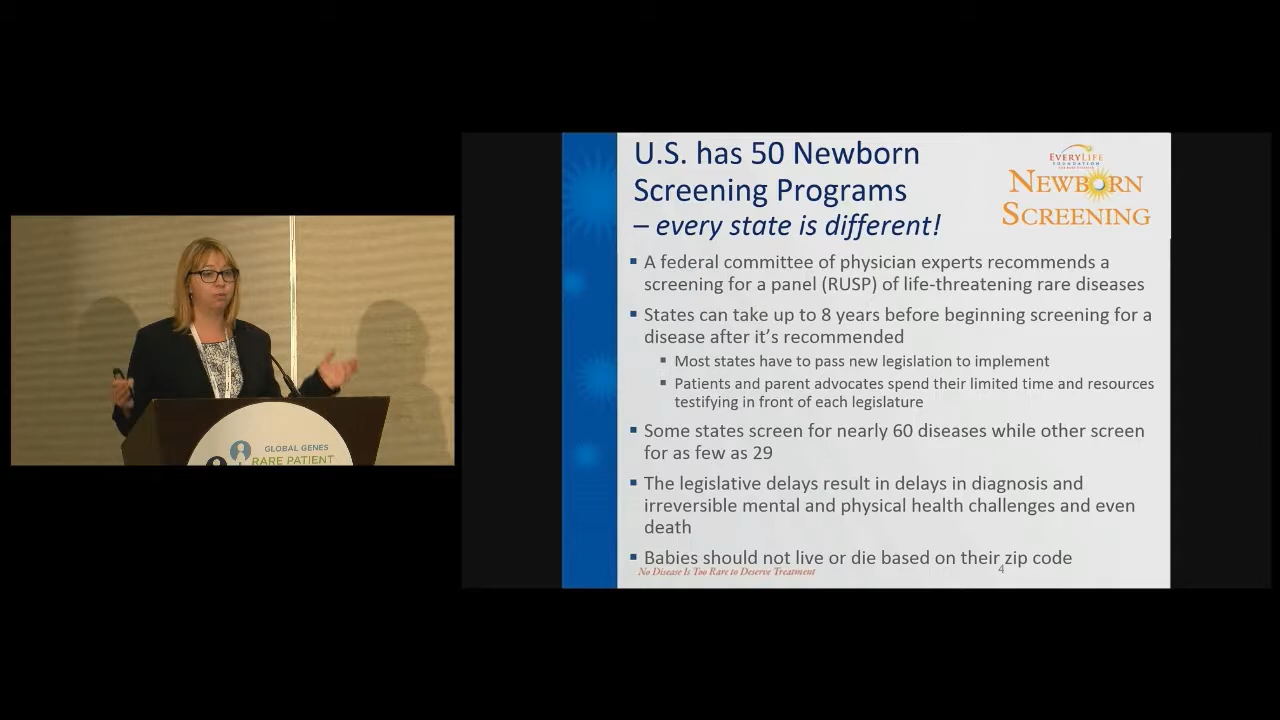 GLOBAL GENES
RARE PATIENT
U.S. has 50 Newborn
Screening Programs
– every state is different!
EVERYLIFE
FOUNDATION
NEWBORN
SCREENING
▪ A federal committee of physician experts recommends a
screening for a panel (RUSP) of life-threatening rare diseases
▪ States can take up to 8 years before beginning screening for a
disease after it's recommended
▪ Most states have to pass new legislation to implement
▪ Patients and parent advocates spend their limited time and resources
testifying in front of each legislature
▪ Some states screen for nearly 60 diseases while other screen
for as few as 29
▪ The legislative delays result in delays in diagnosis and
irreversible mental and physical health challenges and even
death
▪ Babies should not live or die based on their zip code
No Disease Is Too Rare to Deserve Treatment
4